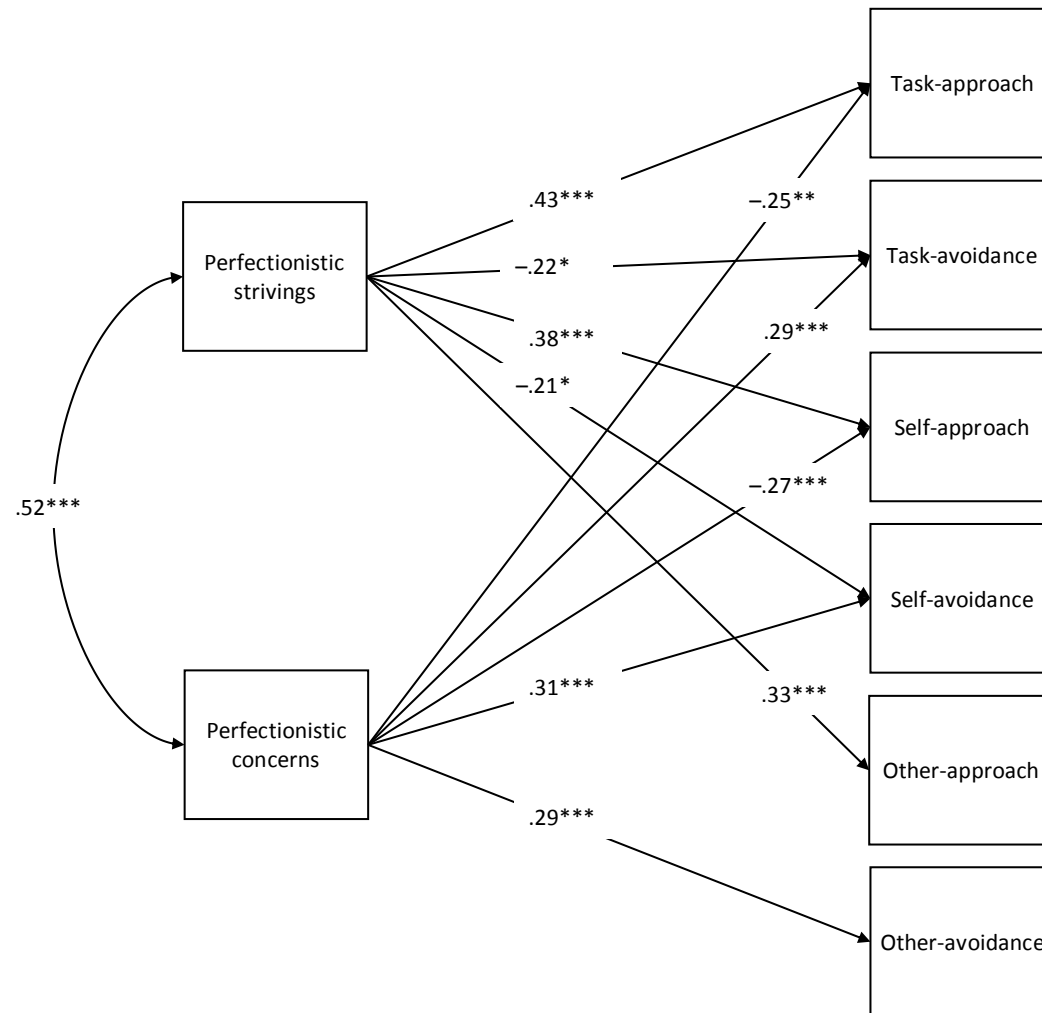 Task-approach
.43***
–.25**
Perfectionistic
strivings
–.22*
Task-avoidance
.38***
.29***
–.21*
Self-approach
–.27***
.52***
Self-avoidance
.31***
.33***
Perfectionistic
concerns
Other-approach
.29***
Other-avoidance